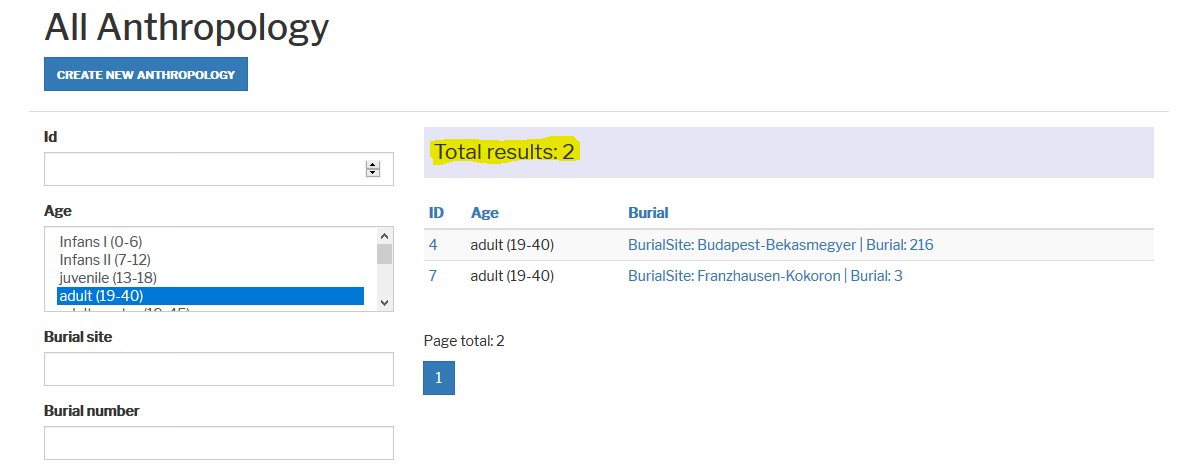 All Anthropology
CREATE NEW ANTHROPOLOGY
Id
Age
Infans I (0-6)
Infans II (7-12)
juvenile (13-18)
adult (19-40)
Burial site
Burial number
Total results: 2
ID Age Burial
4 adult (19-40) BurialSite: Budapest-Bekasmegyer | Burial: 216
7 adult (19-40) BurialSite: Franzhausen-Kokoron | Burial: 3
Page total: 2
1